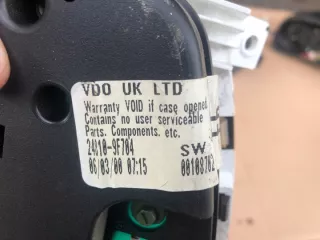 VDO UK LTD
Warranty VOID if case opened
Contains no user serviceable
Parts. Components. etc.
24810-9F704
06/03/00 07:15
SW